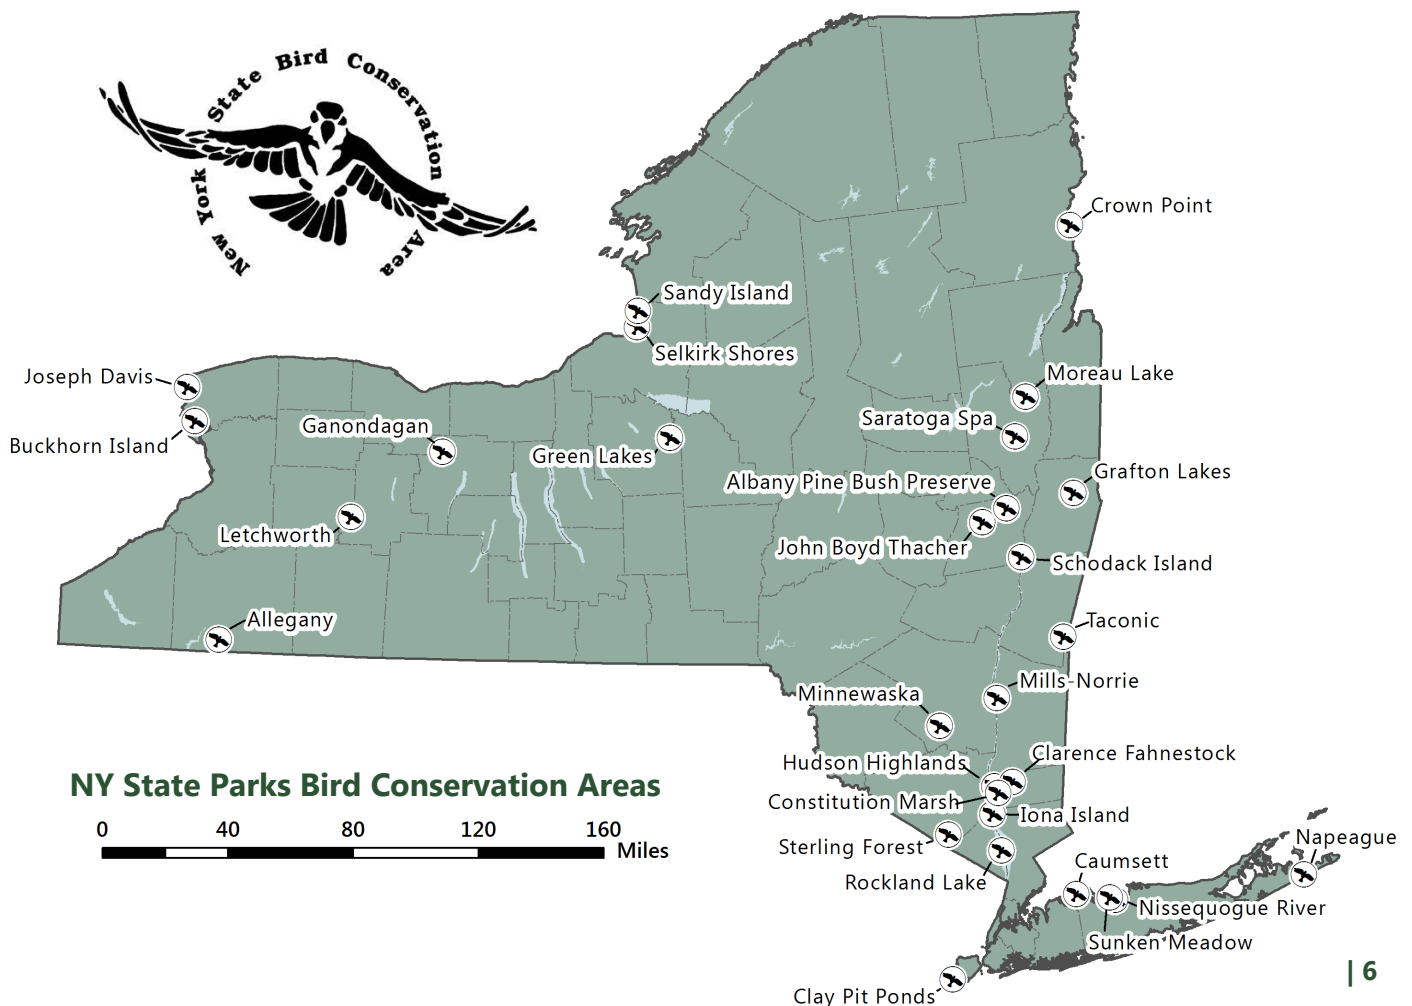 New York State Bird Conservation Area
Crown Point
Sandy Island
Selkirk Shores
Joseph Davis
Moreau Lake
Buckhorn Island
Ganondagan
Saratoga Spa
Green Lakes
Grafton Lakes
Albany Pine Bush Preserve
Letchworth
John Boyd Thacher
Schodack Island
Allegany
Taconic
Mills-Norrie
Minnewaska
Clarence Fahnestock
Hudson Highlands
NY State Parks Bird Conservation Areas
Constitution Marsh
Iona Island
0 40 80 120 160
Miles
Sterling Forest
Napeague
Caumsett
Rockland Lake
Nissequogue River
Sunken Meadow
Clay Pit Ponds
| 6